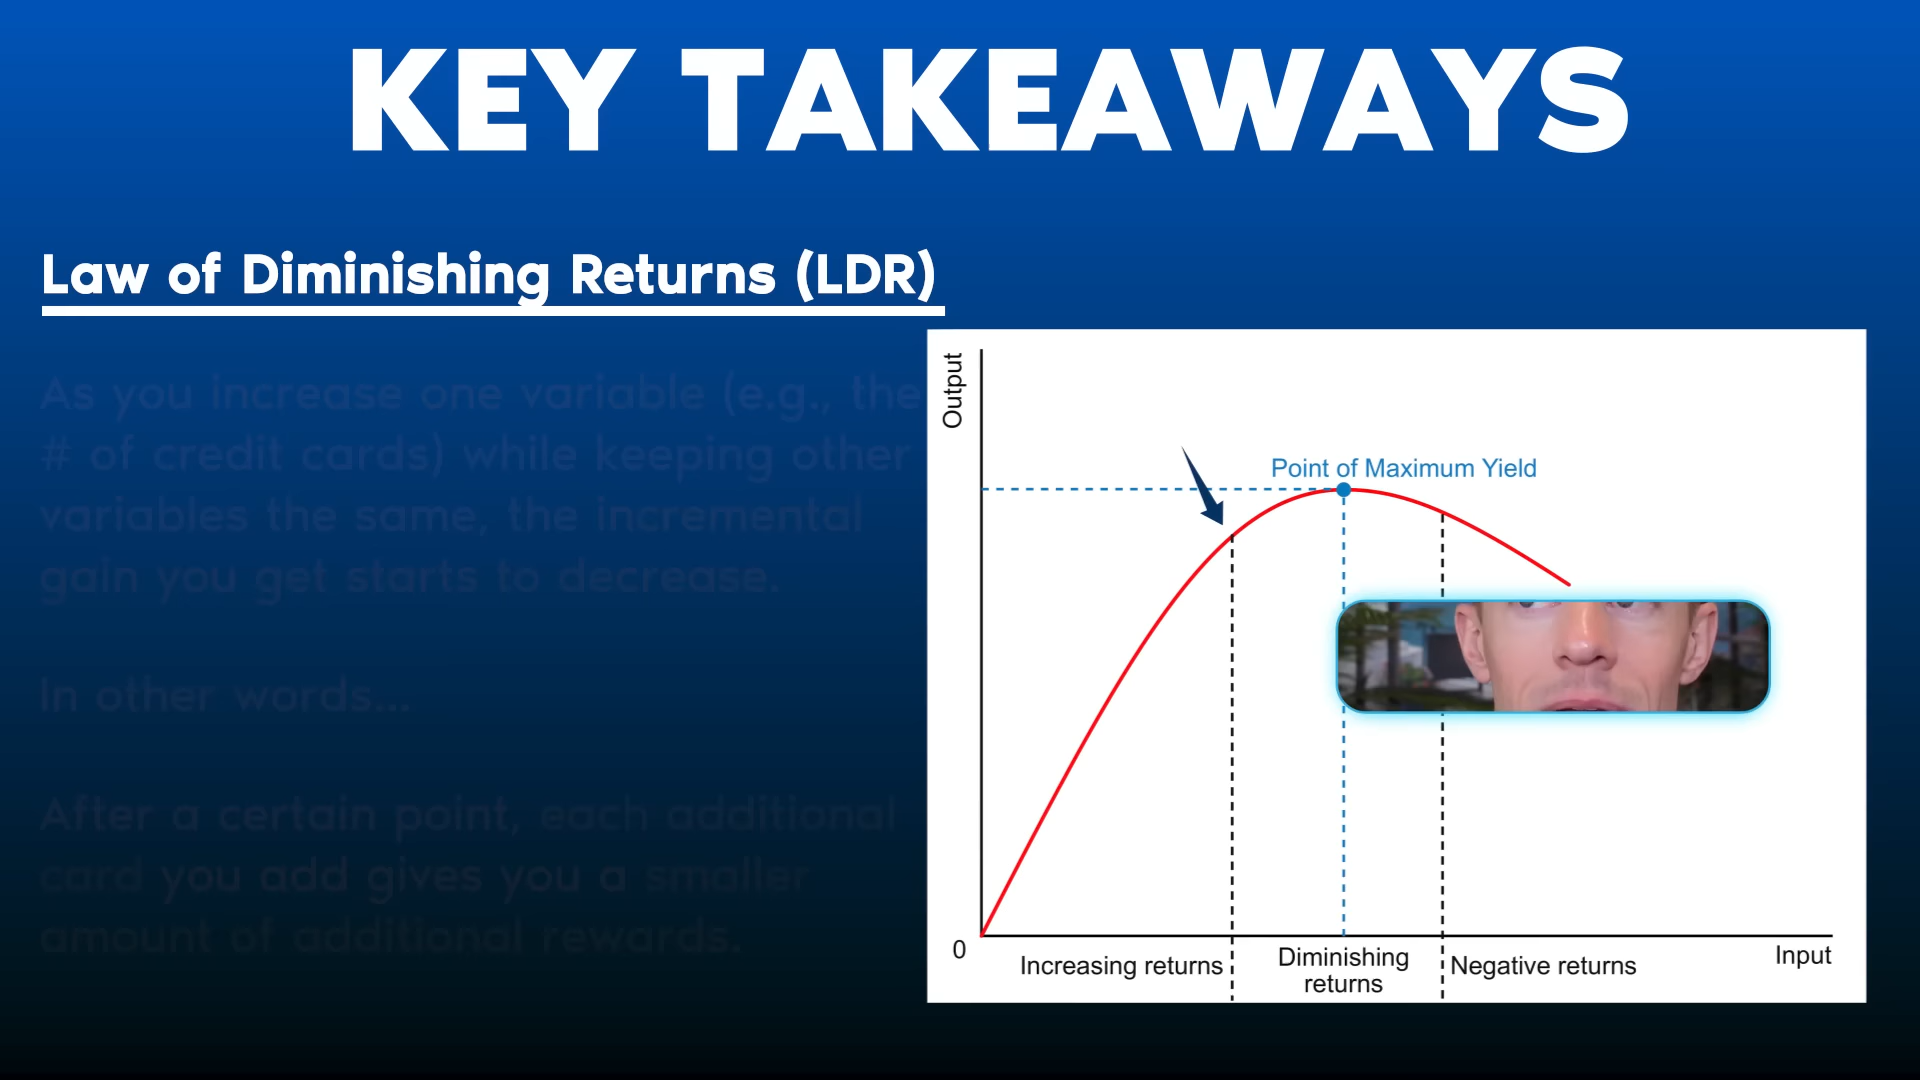 KEY TAKEAWAYS
Law of Diminishing Returns (LDR)
As you increase one variable (e.g., the
# of credit cards) while keeping other
variables the same, the incremental
gain you get starts to decrease.
In other words...
After a certain point, each additional
card you add gives you a smaller
amount of additional rewards.
Output
Point of Maximum Yield
0
Increasing returns
Diminishing
returns
Negative returns
Input